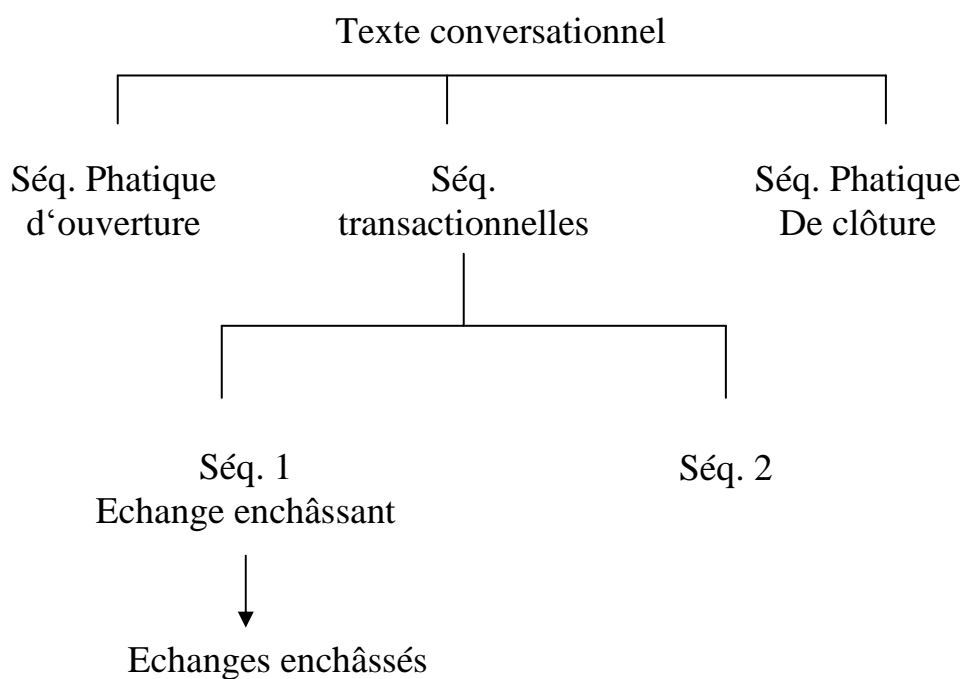 Texte conversationnel
Séq. Phatique
d‘ouverture
Séq.
transactionnelles
Séq. Phatique
De clôture
Séq. 1
Echange enchâssant
Séq. 2
Echanges enchâssés